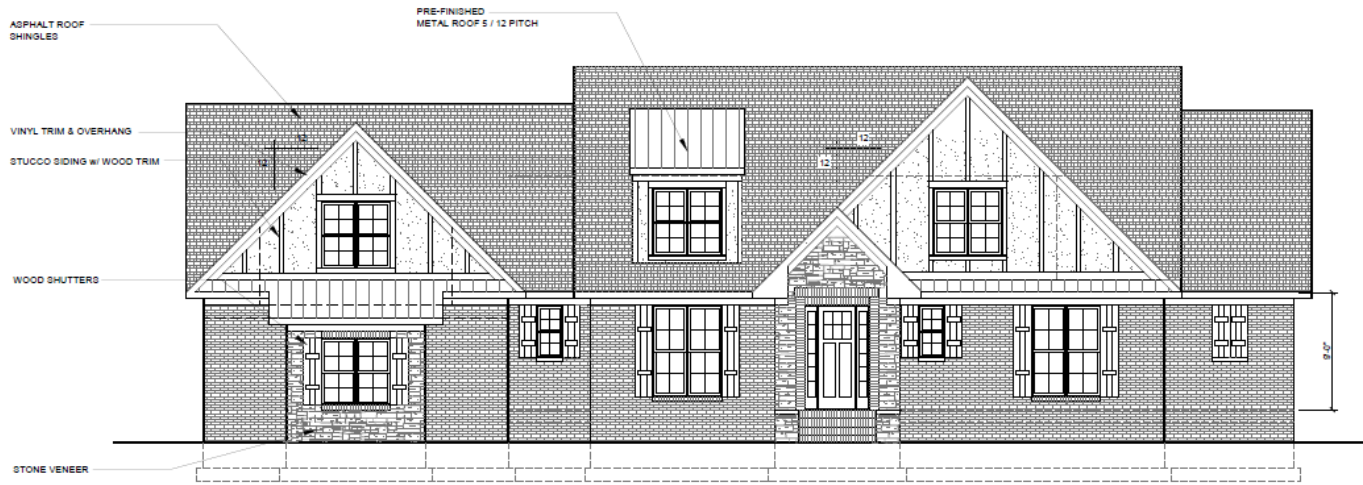 PRE-FINISHED
METAL ROOF 5 / 12 PITCH
ASPHALT ROOF
SHINGLES
VINYL TRIM & OVERHANG
STUCCO SIDING w/ WOOD TRIM
12
12
12
12
WOOD SHUTTERS
9'-0"
STONE VENEER